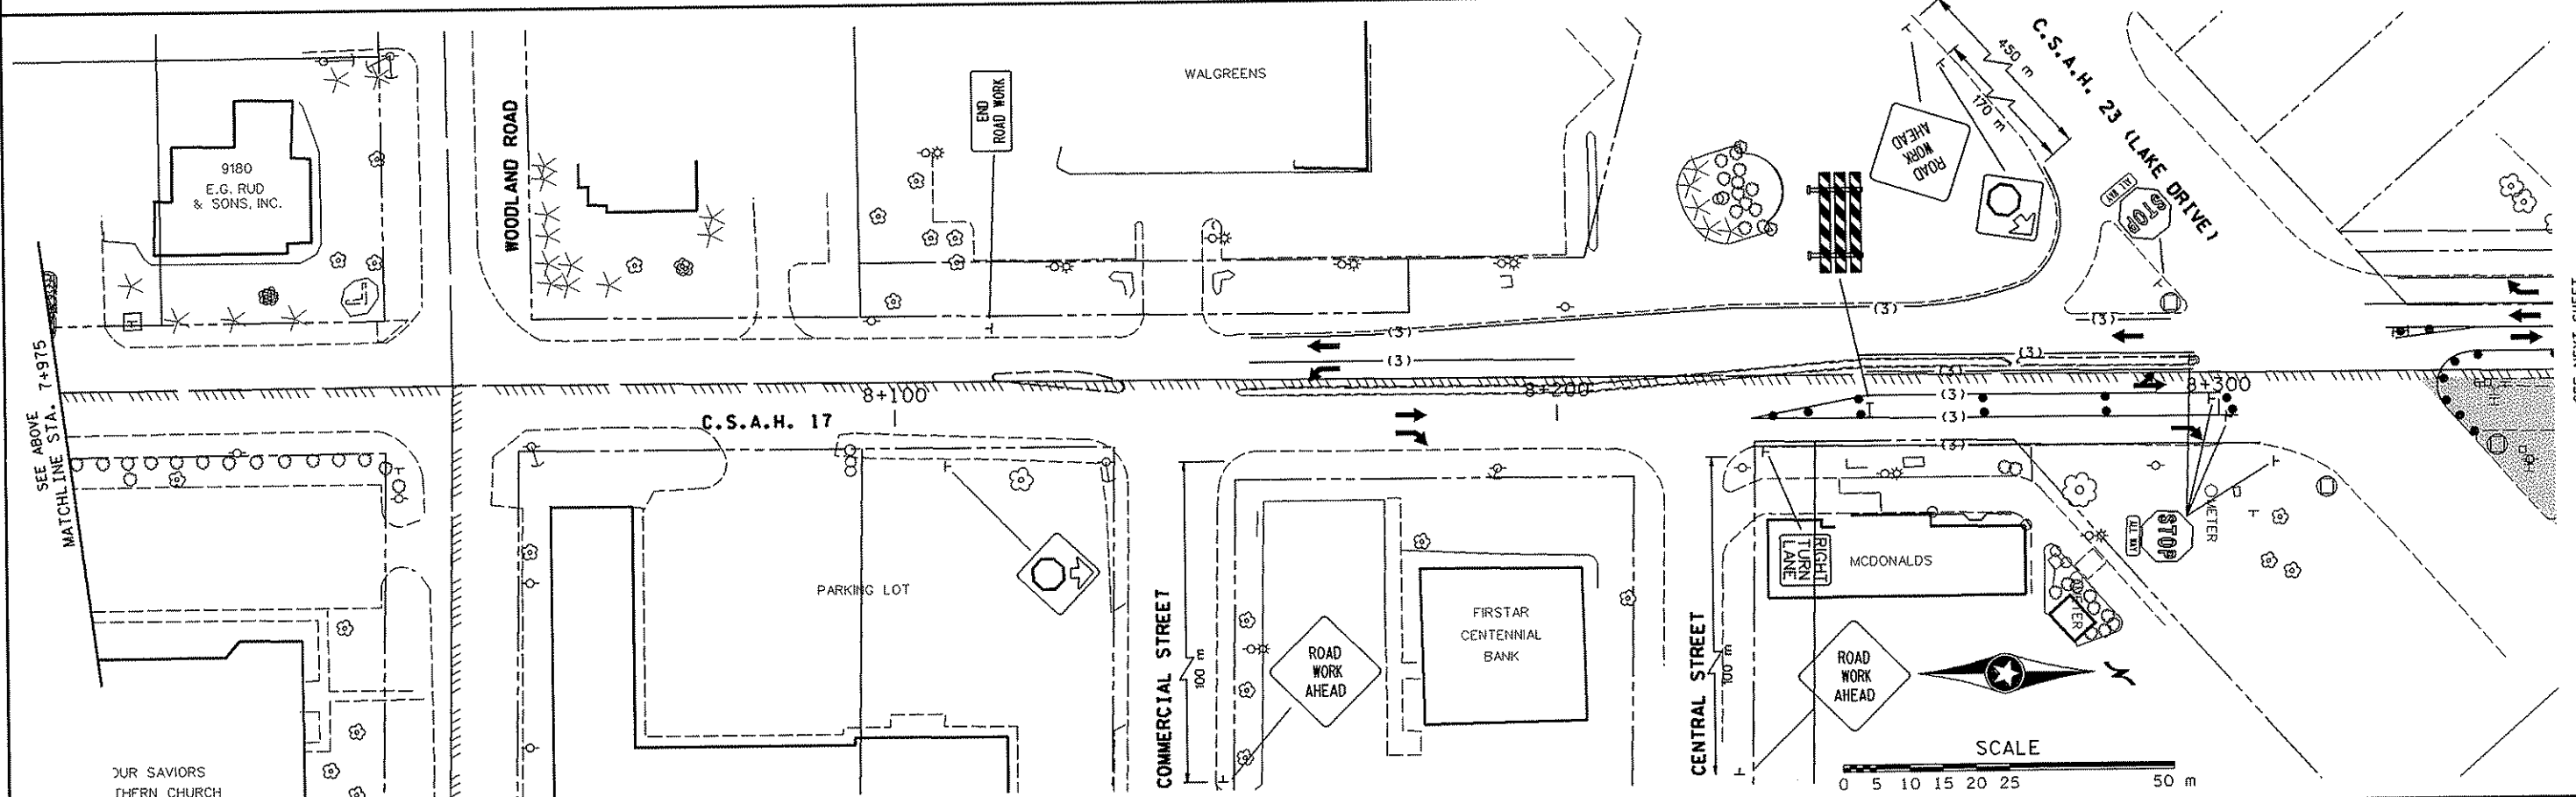 C.S.A.H. 23 (LAKE DRIVE)
450 m
170 m
ROAD
WORK
AHEAD
ALL WAY
STOP
WALGREENS
END
ROAD WORK
WOODLAND ROAD
9180
E.G. RUD
& SONS, INC.
SEE ABOVE
MATCHLINE STA. 7+975
(3)
(3)
(3)
(3)
(3)
(3)
(3)
(3)
(3)
8+100
8+200
8+300
C.S.A.H. 17
PARKING LOT
COMMERCIAL STREET
100 m
ROAD
WORK
AHEAD
FIRSTAR
CENTENNIAL
BANK
CENTRAL STREET
100 m
RIGHT
TURN
LANE
MCDONALDS
ROAD
WORK
AHEAD
ALL WAY
STOP
METER
N
SCALE
0 5 10 15 20 25 50 m
OUR SAVIORS
THERN CHURCH